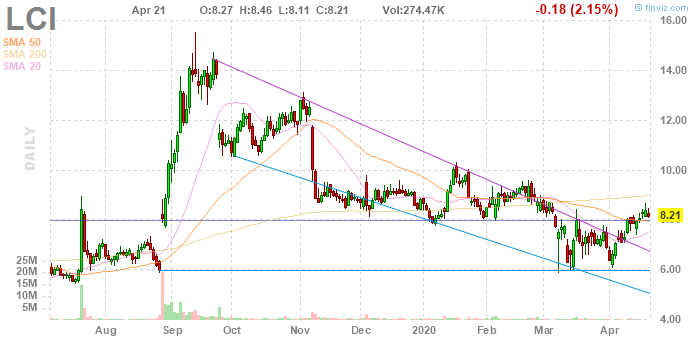 LCI
Apr 21 O:8.27 H:8.46 L:8.11 C:8.21 Vol:274.47K -0.18 (2.15%)
© finviz.com
SMA 50
SMA 200
SMA 20
DAILY
16.00
14.00
12.00
10.00
8.21
8.00
6.00
4.00
25M
20M
15M
10M
5M
Aug Sep Oct Nov Dec 2020 Feb Mar Apr